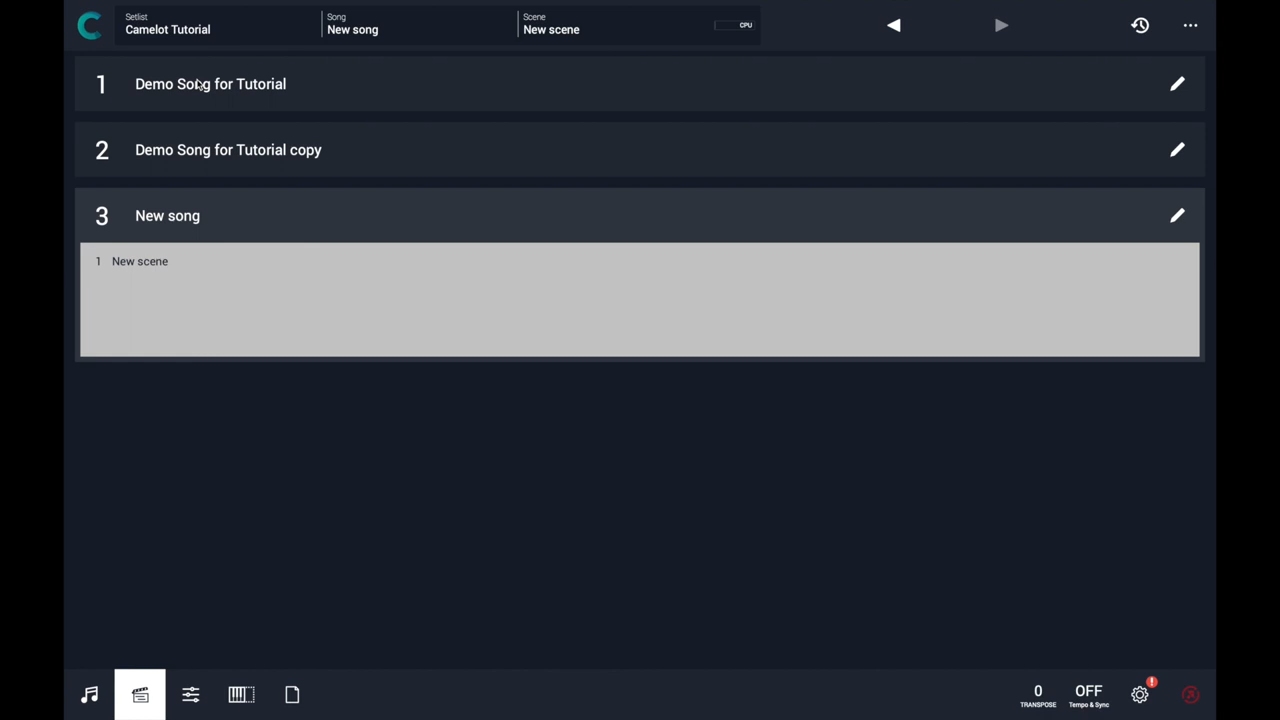 Setlist
Camelot Tutorial
Song
New song
Scene
New scene
CPU
1 Demo Song for Tutorial
2 Demo Song for Tutorial copy
3 New song
1 New scene
0
TRANSPOSE
OFF
Tempo & Sync
!